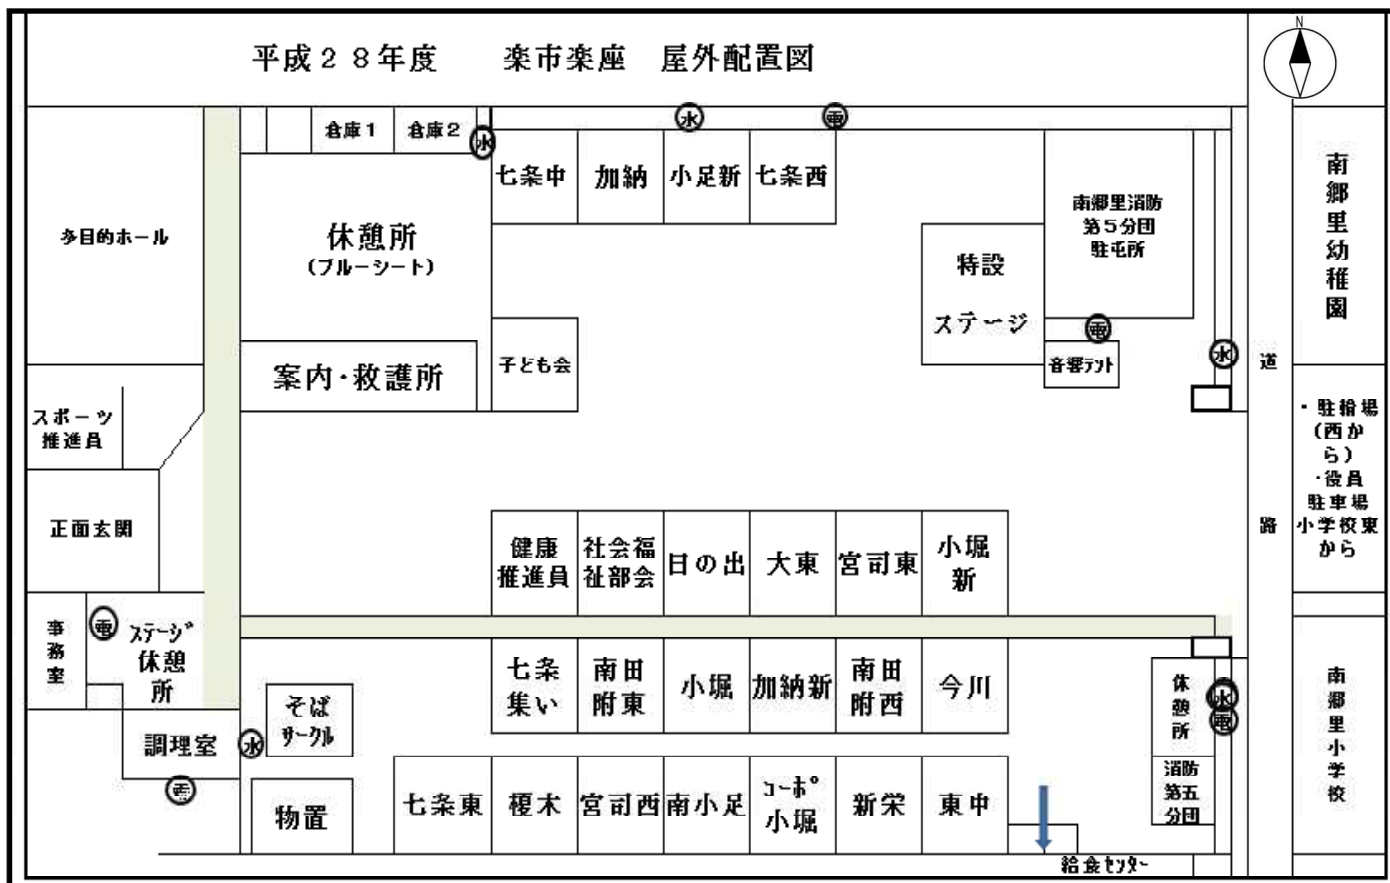 平成２８年度　楽市楽座　屋外配置図
N
倉庫１
倉庫２
水
水
電
七条中
加納
小足新
七条西
多目的ホール
休憩所
(ブルーシート)
南郷里消防
第５分団
駐屯所
特設
ステージ
電
音響テント
水
案内・救護所
子ども会
南郷里幼稚園
道
路
・駐輪場
(西か
ら)
・役員
駐車場
小学校東
から
スポーツ
推進員
正面玄関
健康
推進員
社会福
祉部会
日の出
大東
宮司東
小堀
新
事務室
電
ステージ
休憩
所
七条
集い
南田
附東
小堀
加納新
南田
附西
今川
休憩所
水
電
南郷里小学校
そば
サークル
調理室
水
電
物置
七条東
榎木
宮司西
南小足
コーポ
小堀
新栄
東中
消防
第五
分団
給食センター